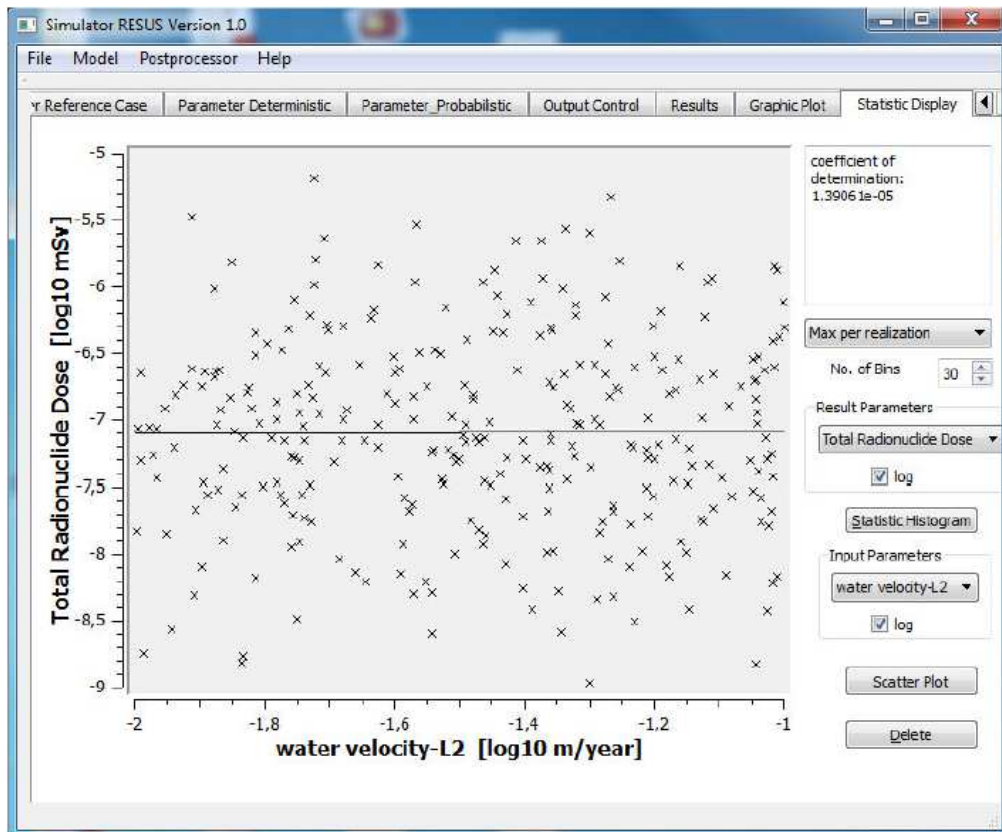 Simulator RESUS Version 1.0
File Model Postprocessor Help
r Reference Case Parameter Deterministic Parameter_Probabilistic Output Control Results Graphic Plot Statistic Display
coefficient of
determination:
1.39061e-05
Max per realization
No. of Bins 30
Result Parameters
Total Radionuclide Dose
log
Statistic Histogram
Input Parameters
water velocity-L2
log
Scatter Plot
Delete
Total Radionuclide Dose [log10 mSv]
-5
-5,5
-6
-6,5
-7
-7,5
-8
-8,5
-9
-2 -1,8 -1,6 -1,4 -1,2 -1
water velocity-L2 [log10 m/year]